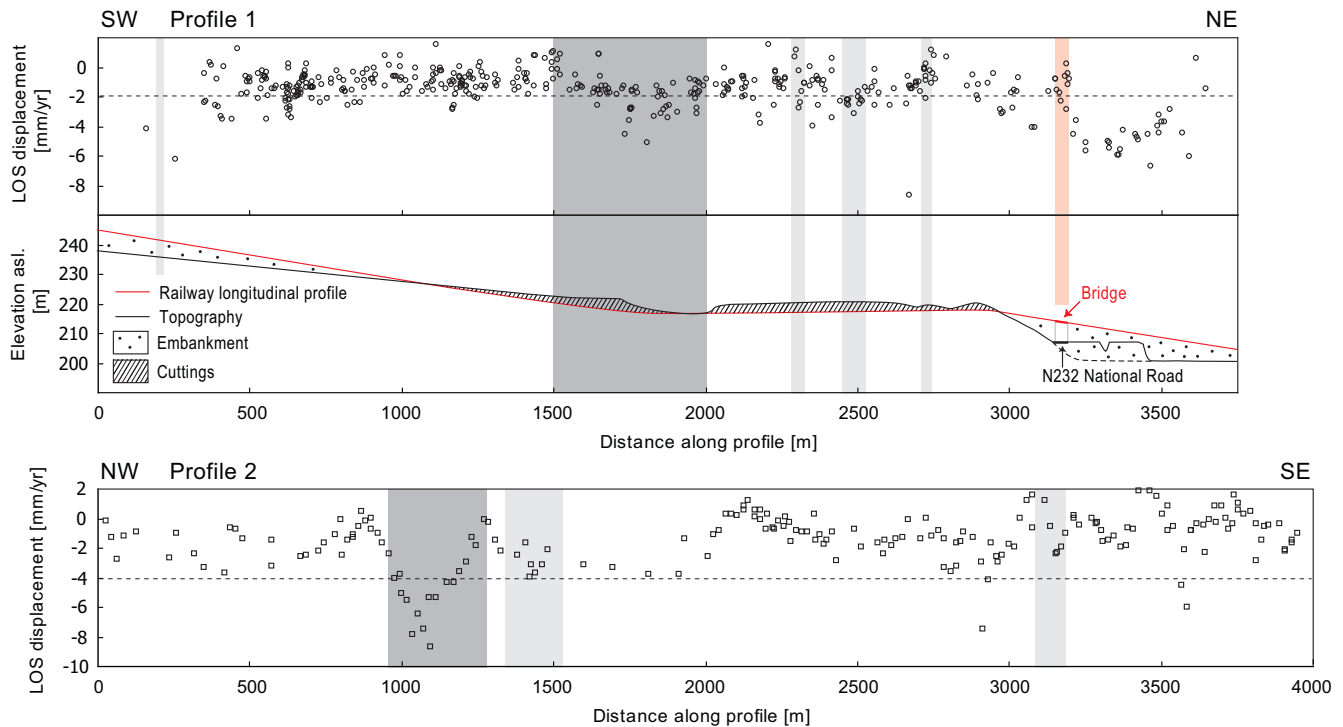 SW Profile 1 NE
LOS displacement
[mm/yr]
0
-2
-4
-6
-8
Elevation asl.
[m]
240
230
220
210
200
Railway longitudinal profile
Topography
Embankment
Cuttings
Bridge
N232 National Road
0 500 1000 1500 2000 2500 3000 3500
Distance along profile [m]
NW Profile 2 SE
LOS displacement [mm/yr]
2
0
-2
-4
-6
-8
-10
0 500 1000 1500 2000 2500 3000 3500 4000
Distance along profile [m]